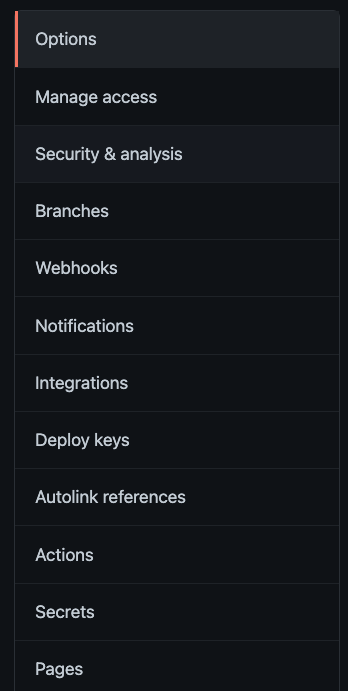 Options
Manage access
Security & analysis
Branches
Webhooks
Notifications
Integrations
Deploy keys
Autolink references
Actions
Secrets
Pages